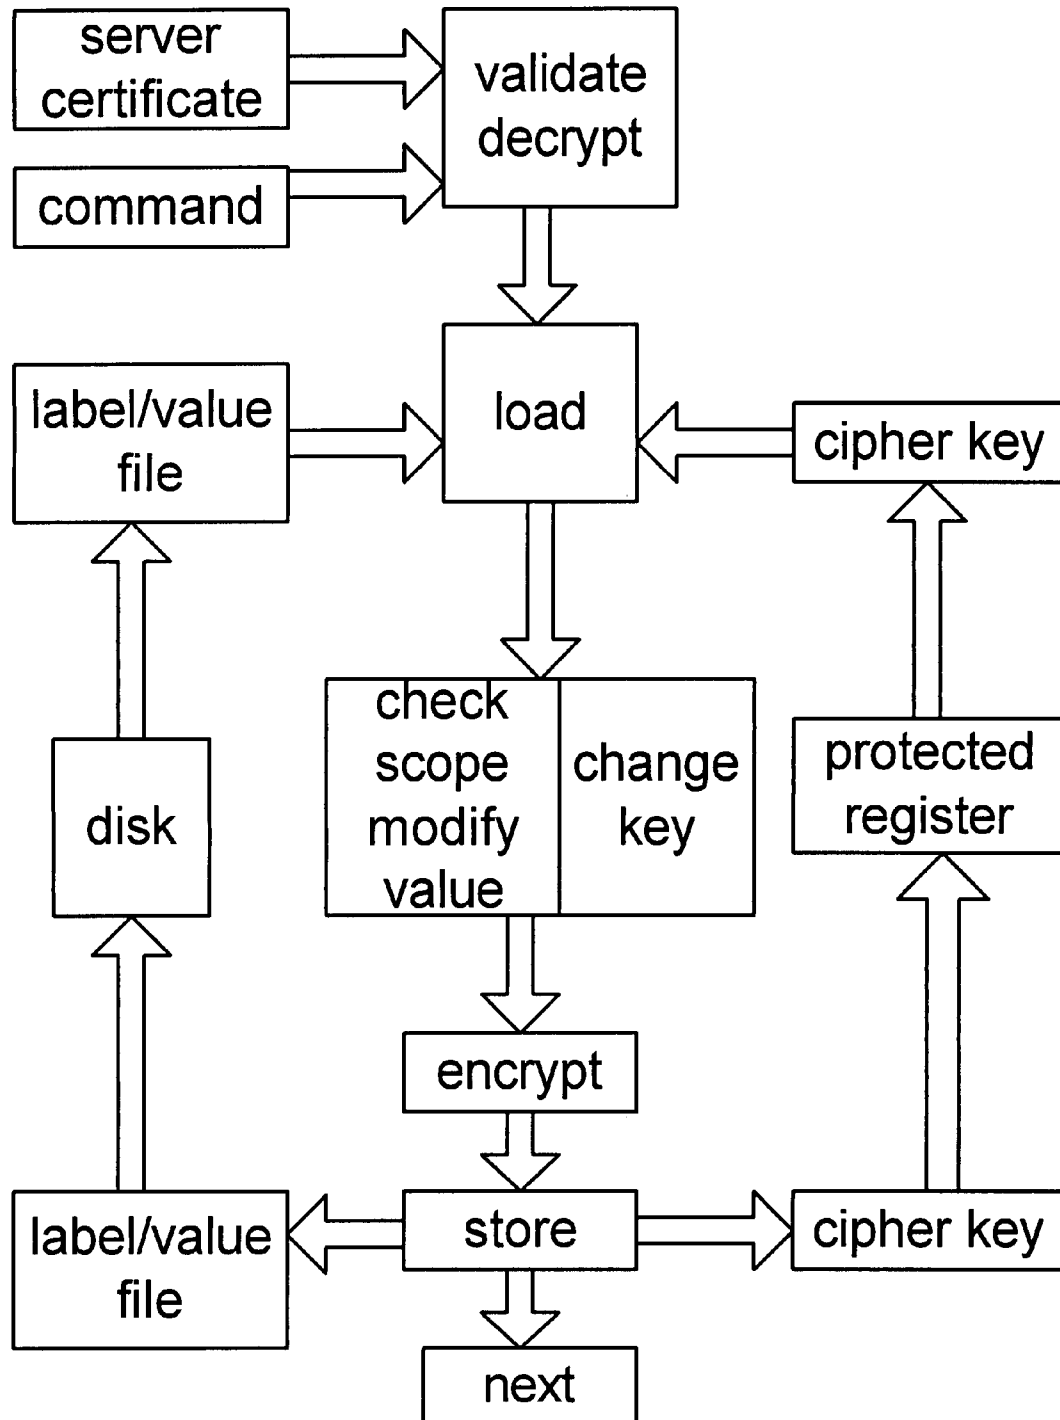 server
certificate
validate
decrypt
command
label/value
file
load
cipher key
check
scope
modify
value
change
key
disk
protected
register
encrypt
label/value
file
store
cipher key
next